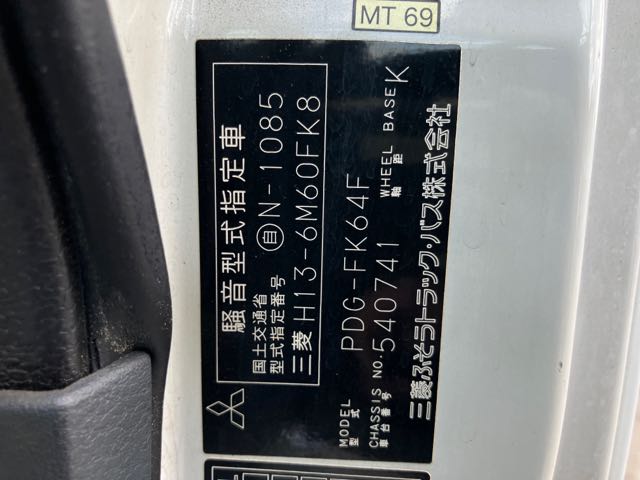 MT 69
騒音型式指定車
国土交通省
型式指定番号 自 N-1085
三菱 H13-6M60FK8
MODEL
型式 PDG-FK64F
CHASSIS NO.
車台番号 540741
WHEEL BASE
軸距 K
三菱ふそうトラック・バス株式会社